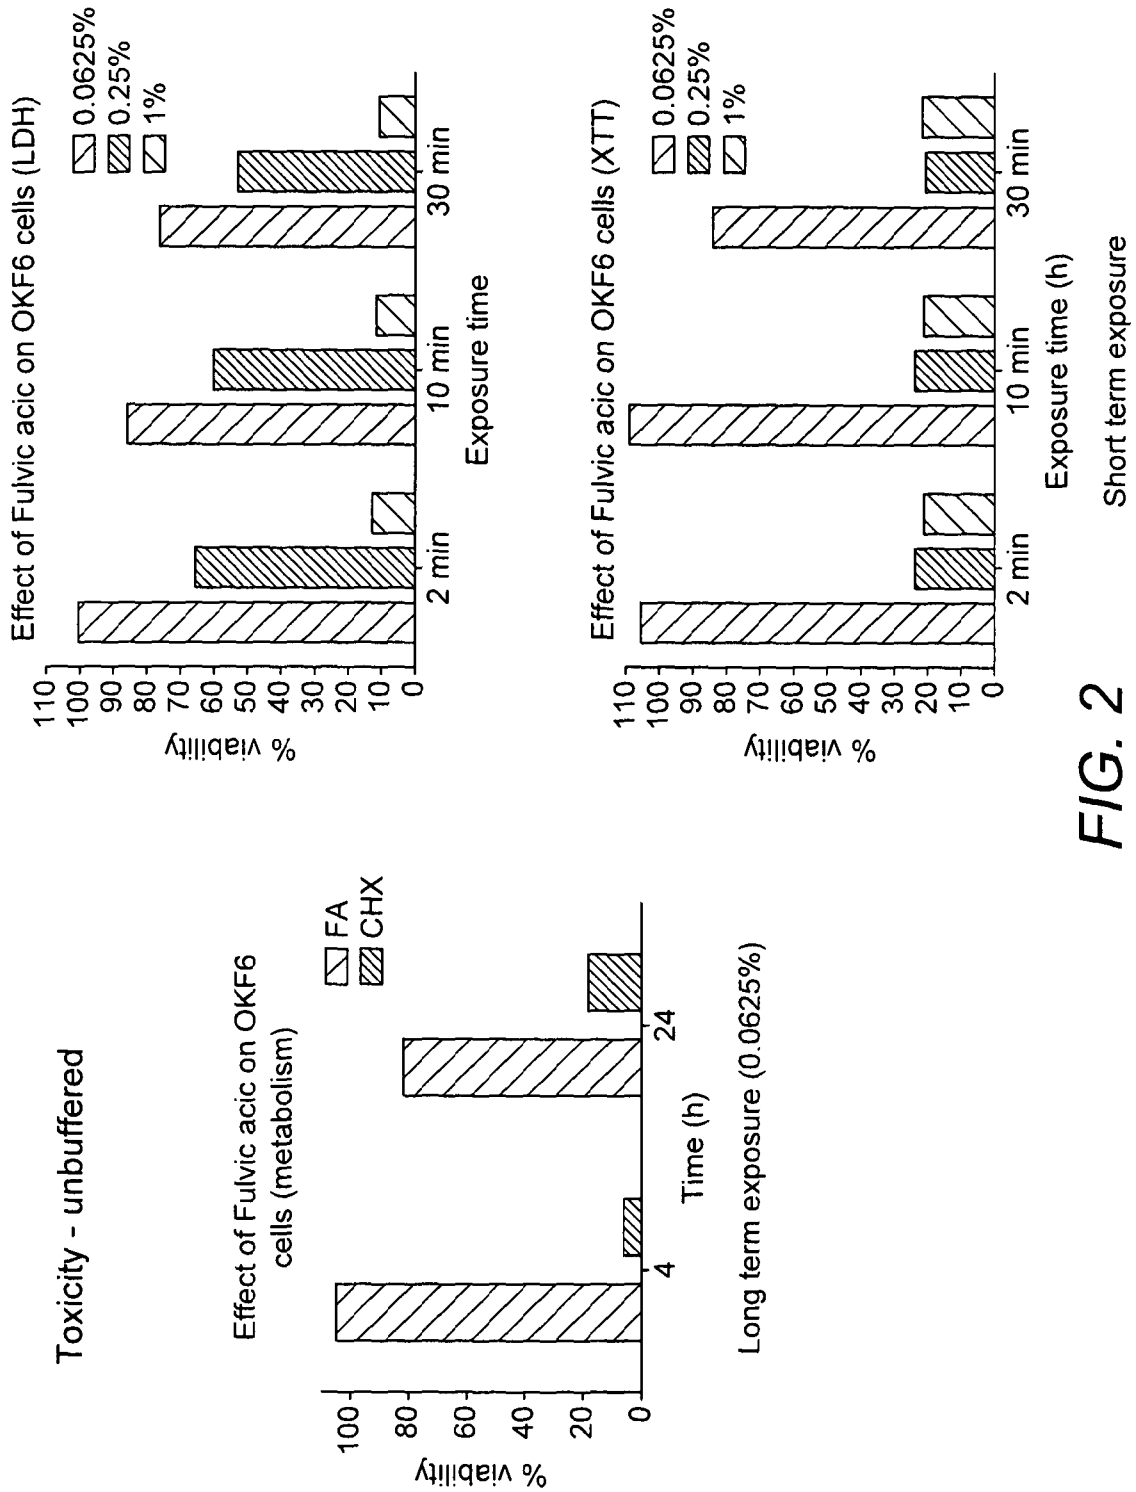 Toxicity - unbuffered
Effect of Fulvic acic on OKF6
cells (metabolism)
FA
CHX
% viability
100
80
60
40
20
0
4
24
Time (h)
Long term exposure (0.0625%)
Effect of Fulvic acic on OKF6 cells (LDH)
0.0625%
0.25%
1%
% viability
110
100
90
80
70
60
50
40
30
20
10
0
2 min
10 min
30 min
Exposure time
Effect of Fulvic acic on OKF6 cells (XTT)
0.0625%
0.25%
1%
% viability
110
100
90
80
70
60
50
40
30
20
10
0
2 min
10 min
30 min
Exposure time (h)
Short term exposure
FIG. 2